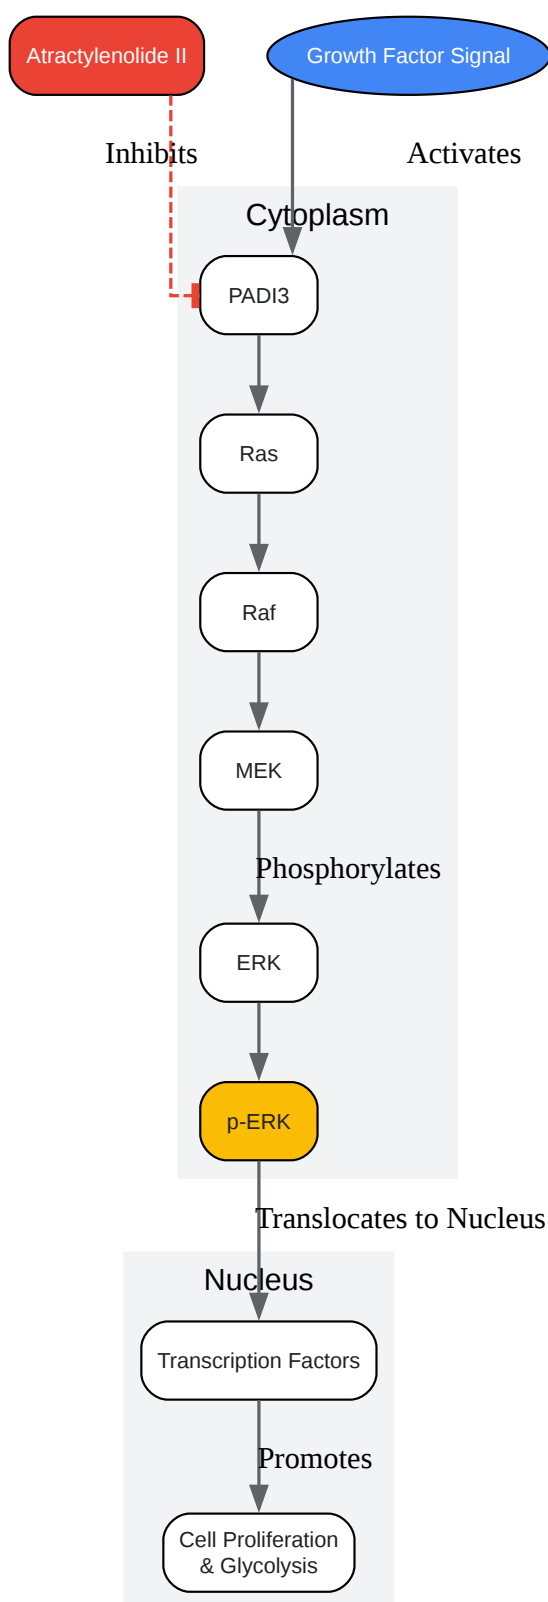 Atractylenolide II
Growth Factor Signal
Inhibits
Activates
Cytoplasm
PADI3
Ras
Raf
MEK
Phosphorylates
ERK
p-ERK
Translocates to Nucleus
Nucleus
Transcription Factors
Promotes
Cell Proliferation
& Glycolysis